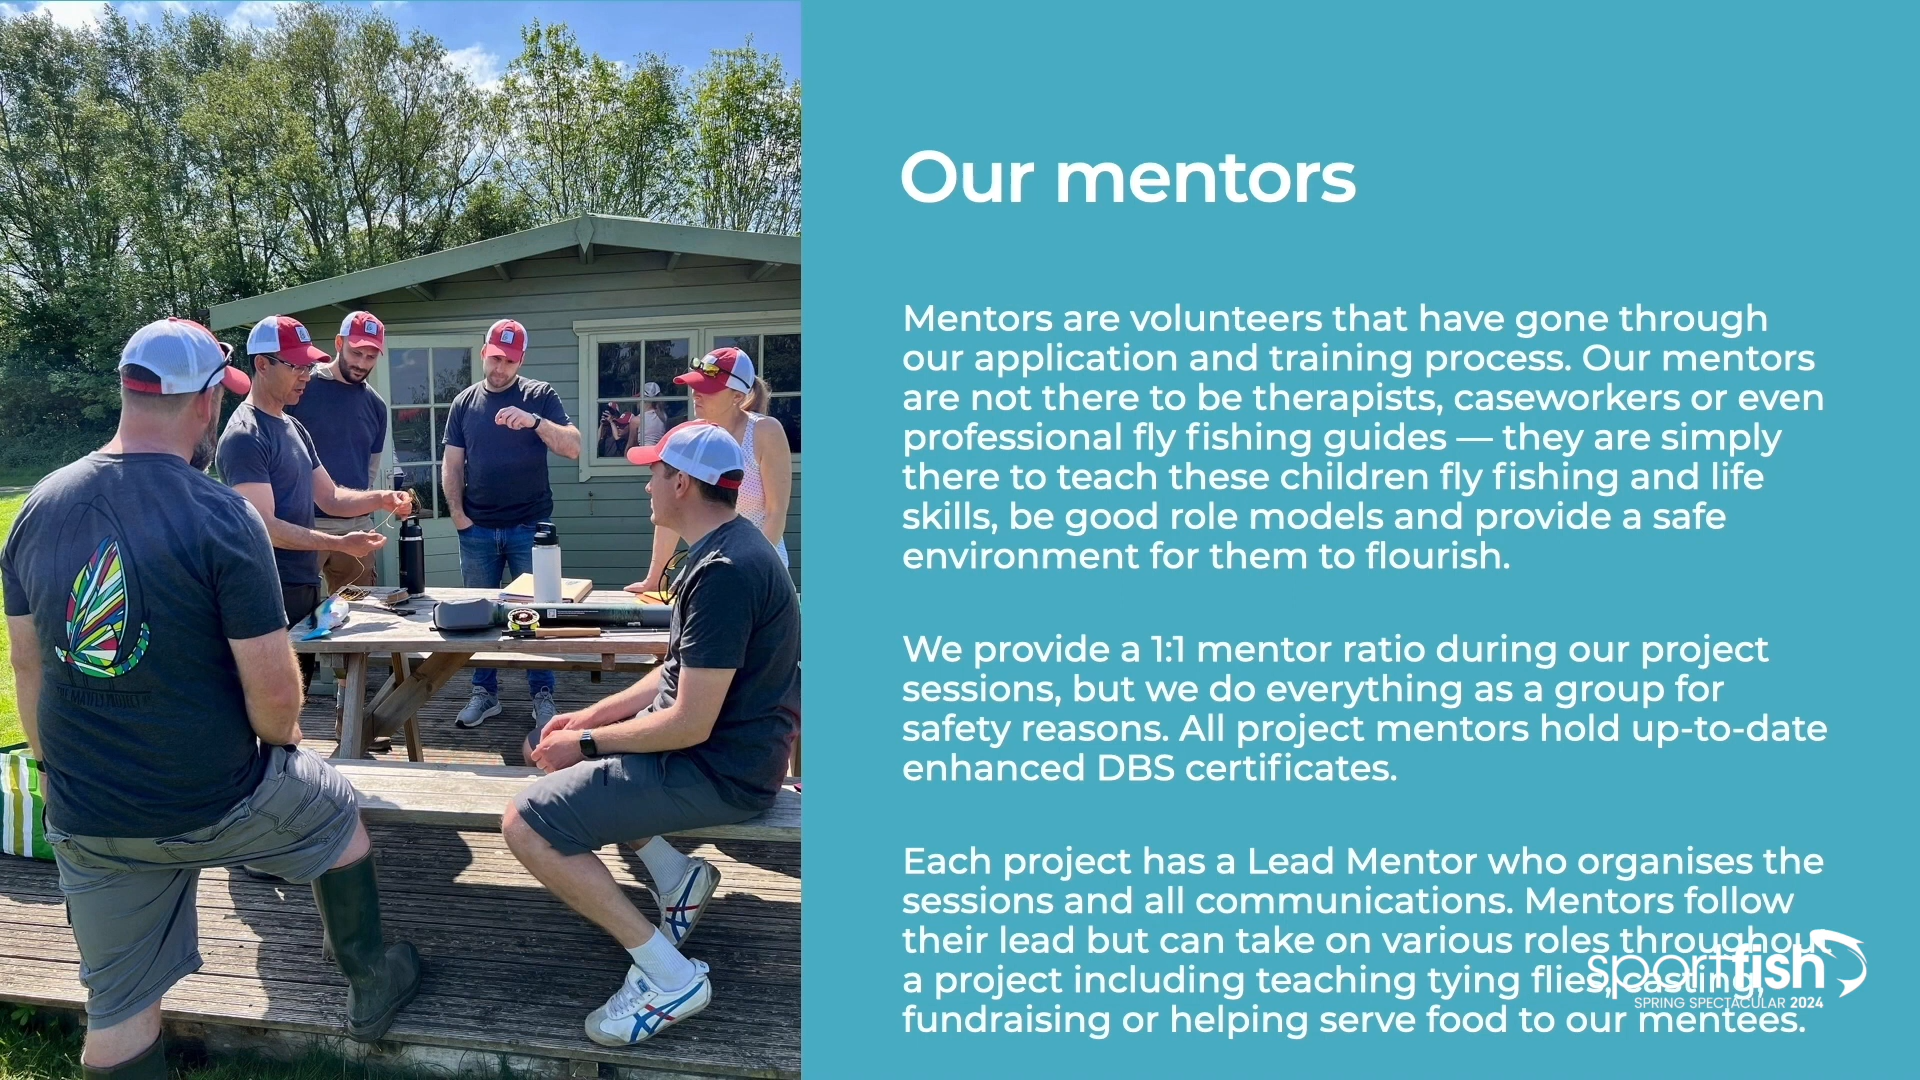 Our mentors
Mentors are volunteers that have gone through
our application and training process. Our mentors
are not there to be therapists, caseworkers or even
professional fly fishing guides — they are simply
there to teach these children fly fishing and life
skills, be good role models and provide a safe
environment for them to flourish.
We provide a 1:1 mentor ratio during our project
sessions, but we do everything as a group for
safety reasons. All project mentors hold up-to-date
enhanced DBS certificates.
Each project has a Lead Mentor who organises the
sessions and all communications. Mentors follow
their lead but can take on various roles throughout
a project including teaching tying flies, casting,
fundraising or helping serve food to our mentees.
sportfish
SPRING SPECTACULAR 2024
THE MAYFLY PROJECT